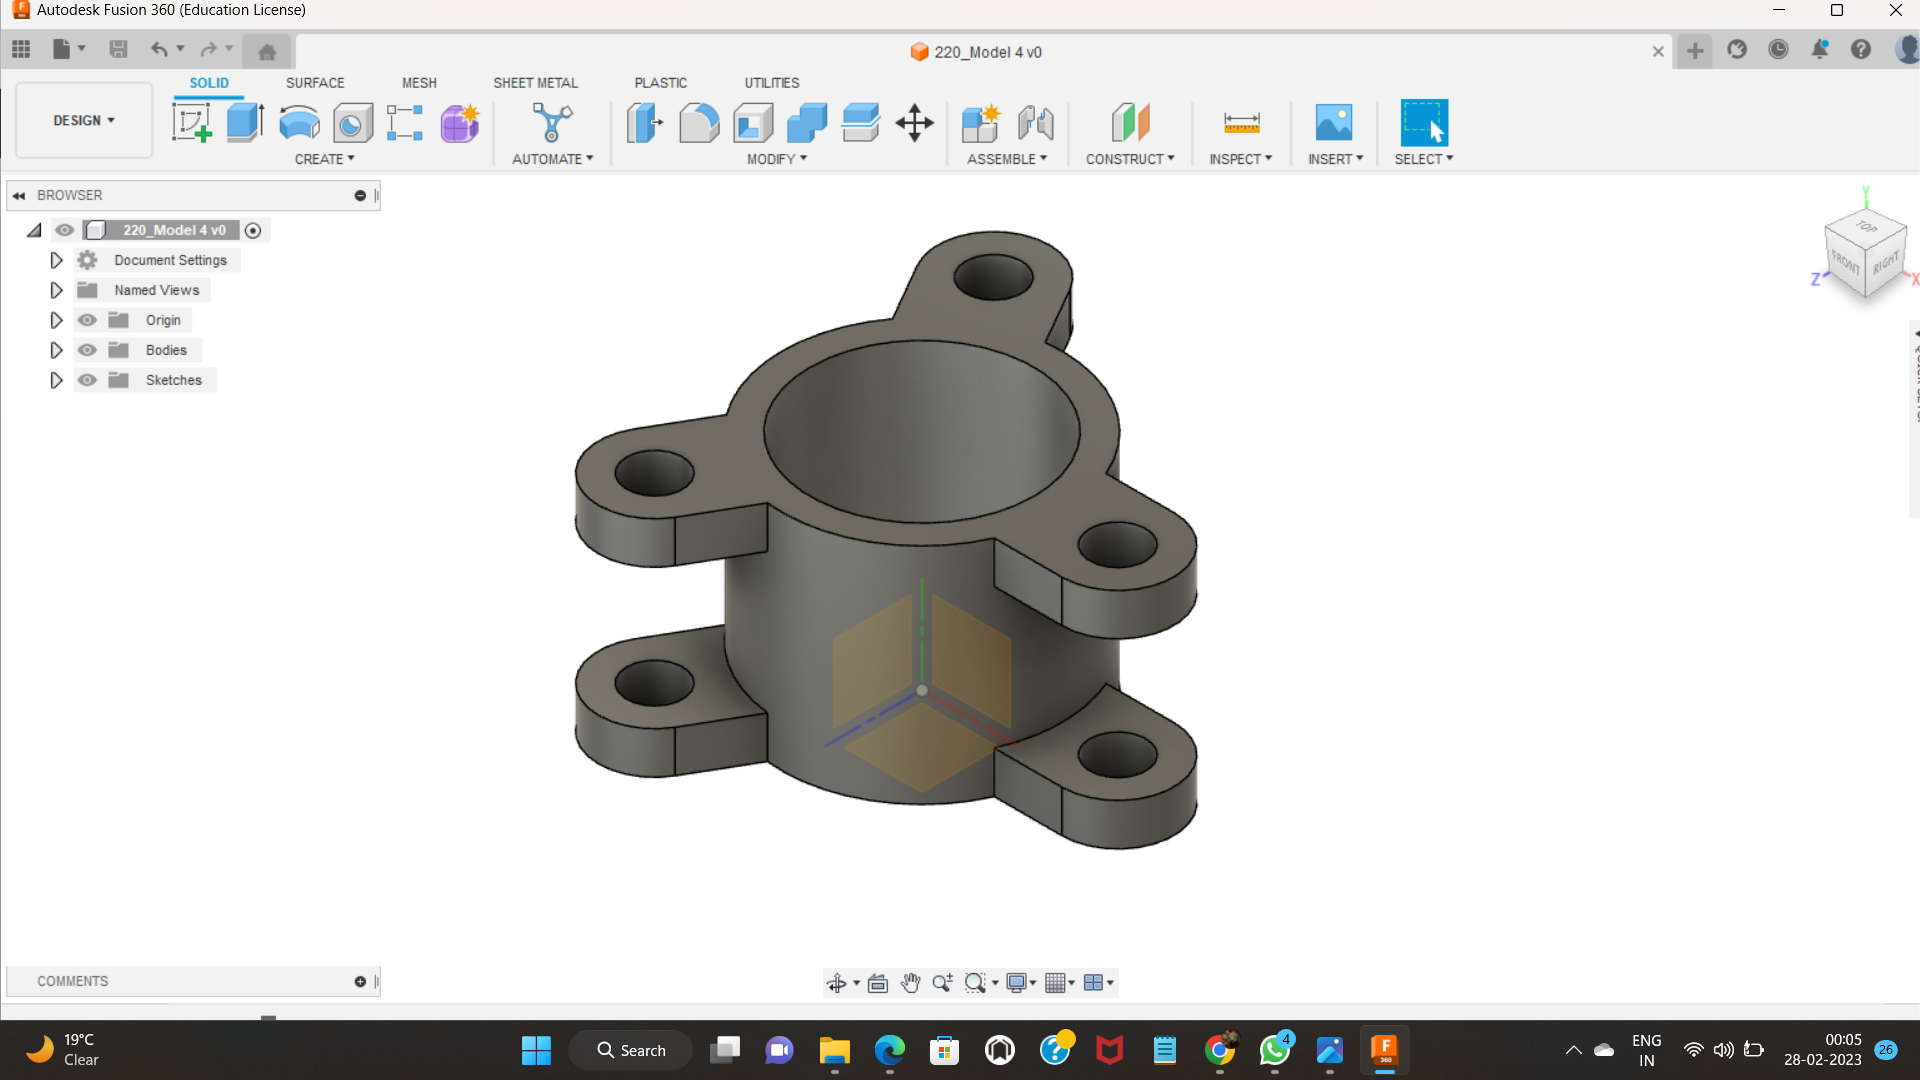 Autodesk Fusion 360 (Education License)
220_Model 4 v0
SOLID SURFACE MESH SHEET METAL PLASTIC UTILITIES
DESIGN
CREATE AUTOMATE MODIFY ASSEMBLE CONSTRUCT INSPECT INSERT SELECT
BROWSER
220_Model 4 v0
Document Settings
Named Views
Origin
Bodies
Sketches
Y
TOP
FRONT RIGHT
Z X
COMMENTS
19°C
Clear
Search
4
F
360
ENG
IN
00:05
28-02-2023
26